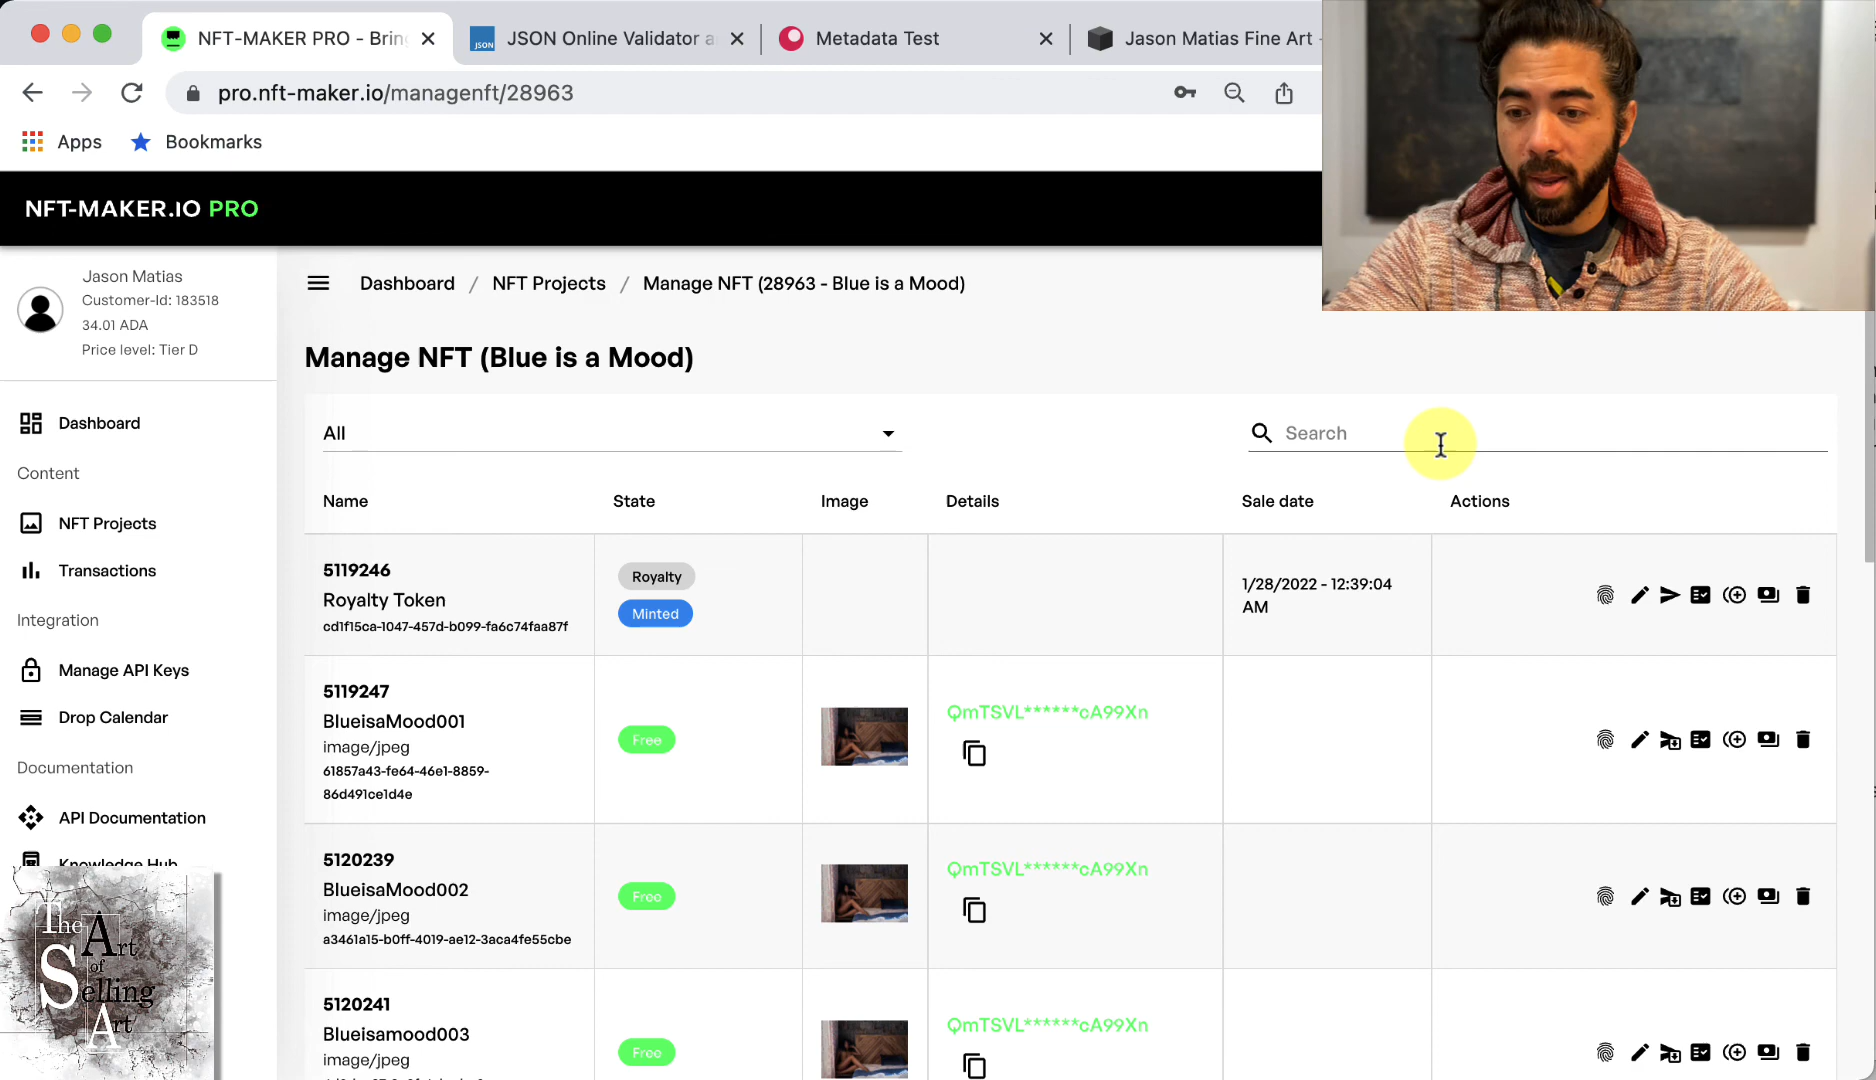 NFT-MAKER PRO - Brin
JSON Online Validator a
Metadata Test
Jason Matias Fine Art -
pro.nft-maker.io/managenft/28963
Apps
Bookmarks
NFT-MAKER.IO PRO
Jason Matias
Customer-Id: 183518
34.01 ADA
Price level: Tier D
Dashboard / NFT Projects / Manage NFT (28963 - Blue is a Mood)
Manage NFT (Blue is a Mood)
Dashboard
Content
NFT Projects
Transactions
Integration
Manage API Keys
Drop Calendar
Documentation
API Documentation
Knowledge Hub
All
Search
Name State Image Details Sale date Actions
5119246
Royalty Token
cd1f15ca-1047-457d-b099-fa6c74faa87f
Royalty
Minted
1/28/2022 - 12:39:04
AM
5119247
BlueisaMood001
image/jpeg
61857a43-fe64-46e1-8859-
86d491ce1d4e
Free
QmTSVL******cA99Xn
5120239
BlueisaMood002
image/jpeg
a3461a15-b0ff-4019-ae12-3aca4fe55cbe
Free
QmTSVL******cA99Xn
5120241
Blueisamood003
image/jpeg
Free
QmTSVL******cA99Xn
The
Art
of
Selling
Art